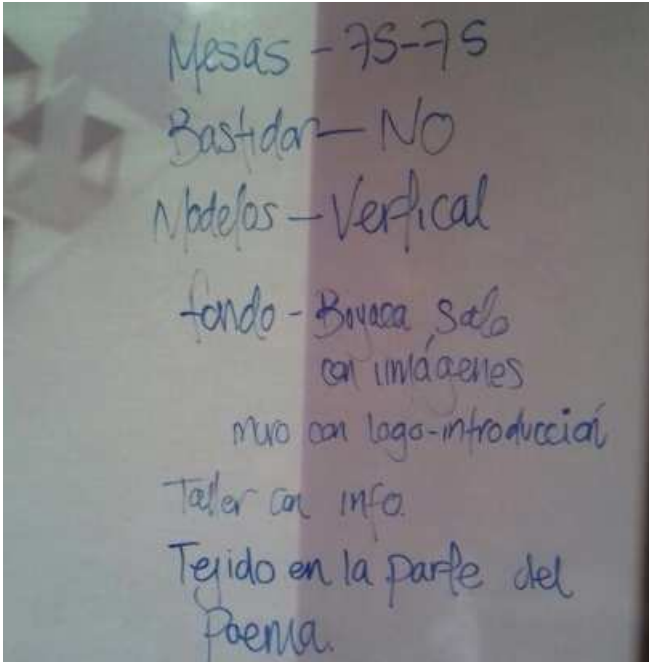 Mesas - 75-75
Bastidor - NO
Modelos - Vertical
fondo - Boyaca solo
con imágenes
muro con logo-introducción
Taller con info.
Tejido en la parte del
Poema.